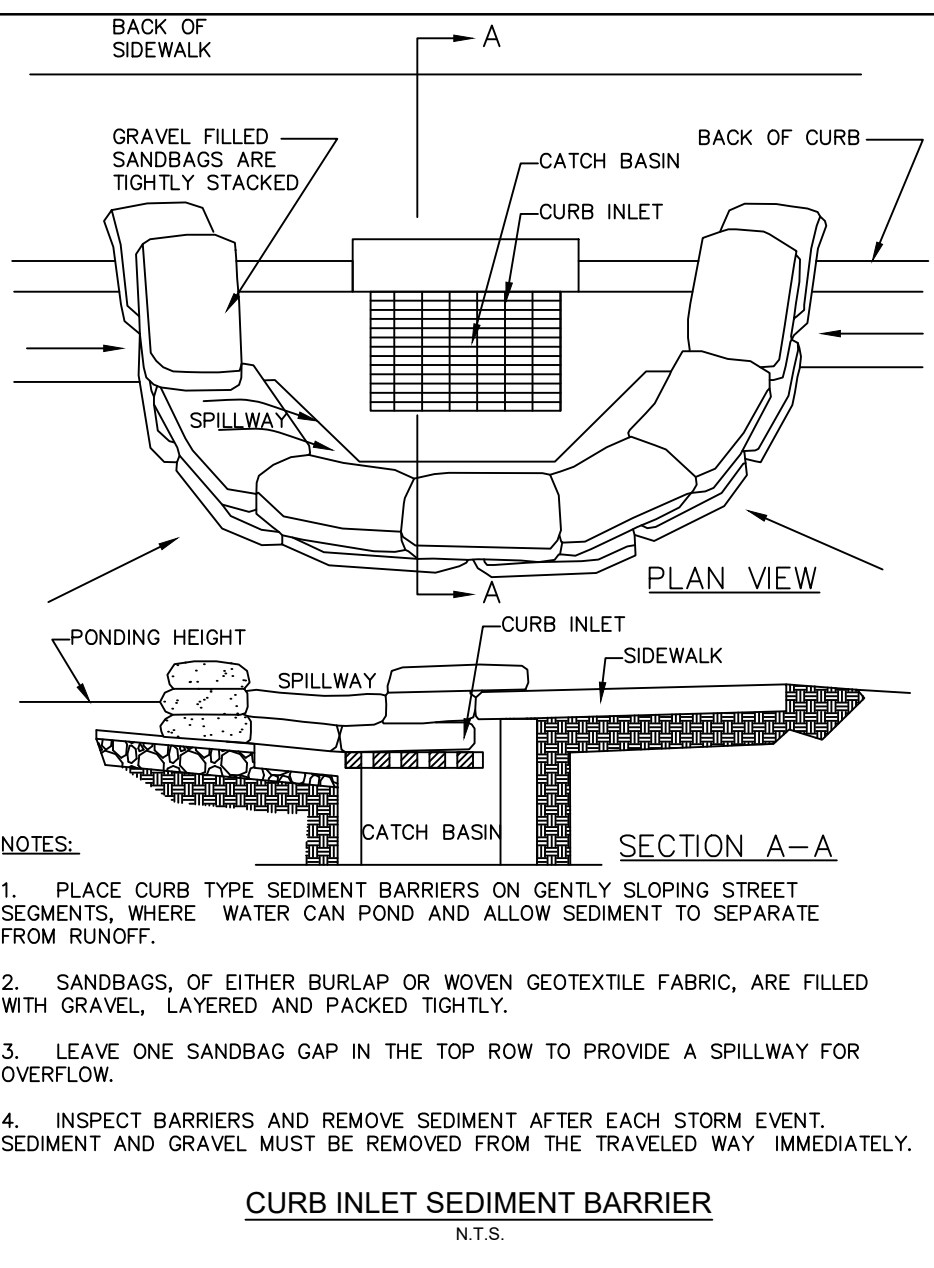 BACK OF
SIDEWALK
A
GRAVEL FILLED
SANDBAGS ARE
TIGHTLY STACKED
BACK OF CURB
CATCH BASIN
CURB INLET
SPILLWAY
PLAN VIEW
A
CURB INLET
PONDING HEIGHT
SIDEWALK
SPILLWAY
CATCH BASIN
SECTION A-A
NOTES:
1. PLACE CURB TYPE SEDIMENT BARRIERS ON GENTLY SLOPING STREET
SEGMENTS, WHERE WATER CAN POND AND ALLOW SEDIMENT TO SEPARATE
FROM RUNOFF.
2. SANDBAGS, OF EITHER BURLAP OR WOVEN GEOTEXTILE FABRIC, ARE FILLED
WITH GRAVEL, LAYERED AND PACKED TIGHTLY.
3. LEAVE ONE SANDBAG GAP IN THE TOP ROW TO PROVIDE A SPILLWAY FOR
OVERFLOW.
4. INSPECT BARRIERS AND REMOVE SEDIMENT AFTER EACH STORM EVENT.
SEDIMENT AND GRAVEL MUST BE REMOVED FROM THE TRAVELED WAY IMMEDIATELY.
CURB INLET SEDIMENT BARRIER
N.T.S.